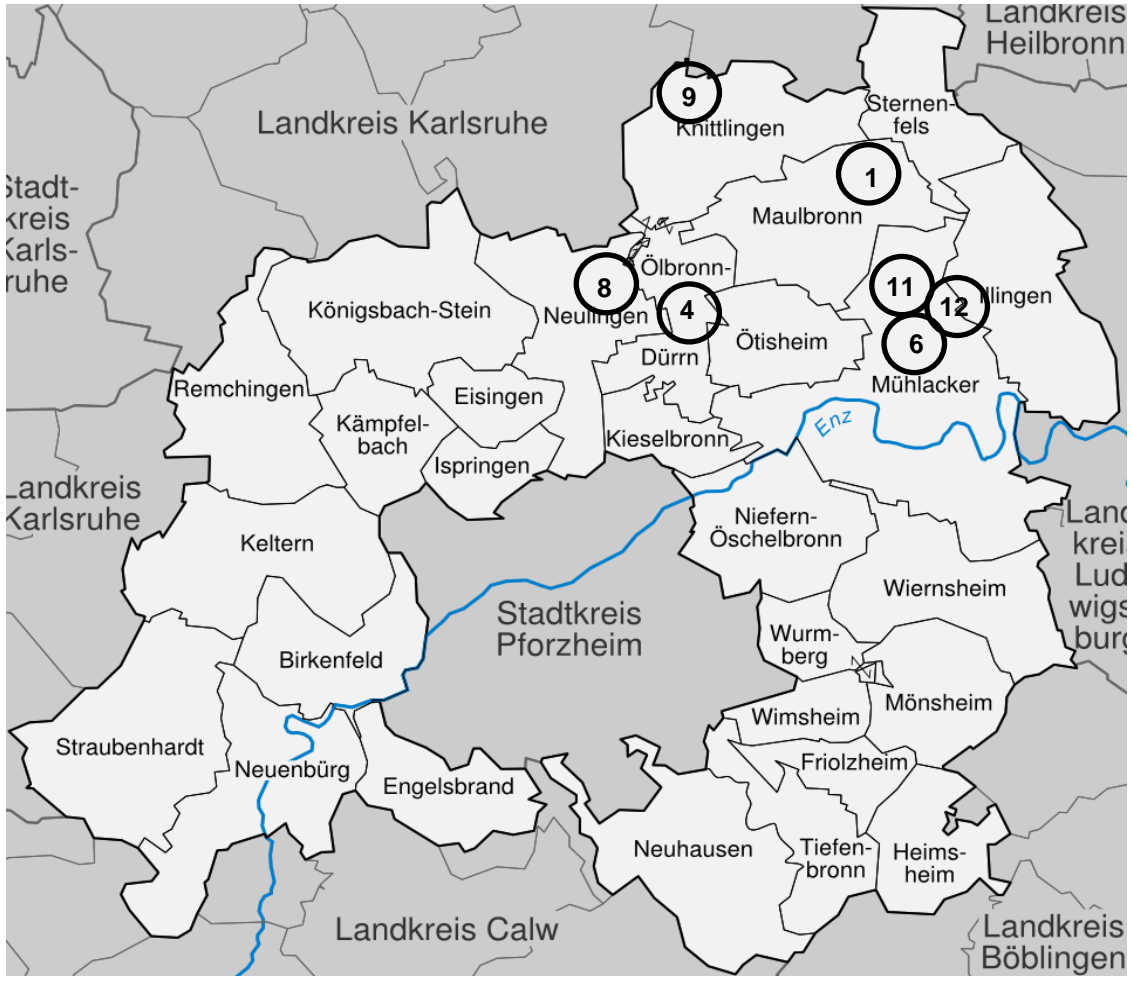 Landkreis
Heilbronn
9
Landkreis Karlsruhe
Knittlingen
Sternen-
fels
Stadt-
kreis
Karls-
ruhe
1
Maulbronn
Ölbronn-
8
4
11
12
Illingen
Königsbach-Stein
Neulingen
Ötisheim
6
Dürrn
Mühlacker
Remchingen
Eisingen
Kämpfel-
bach
Enz
Kieselbronn
Ispringen
Landkreis
Karlsruhe
Keltern
Niefern-
Öschelbronn
Land
kreis
Lud
wigs
burg
Wiernsheim
Stadtkreis
Pforzheim
Wurm-
berg
Birkenfeld
Mönsheim
Wimsheim
Straubenhardt
Neuenbürg
Friolzheim
Engelsbrand
Neuhausen
Tiefen-
bronn
Heims-
heim
Landkreis Calw
Landkreis
Böblingen